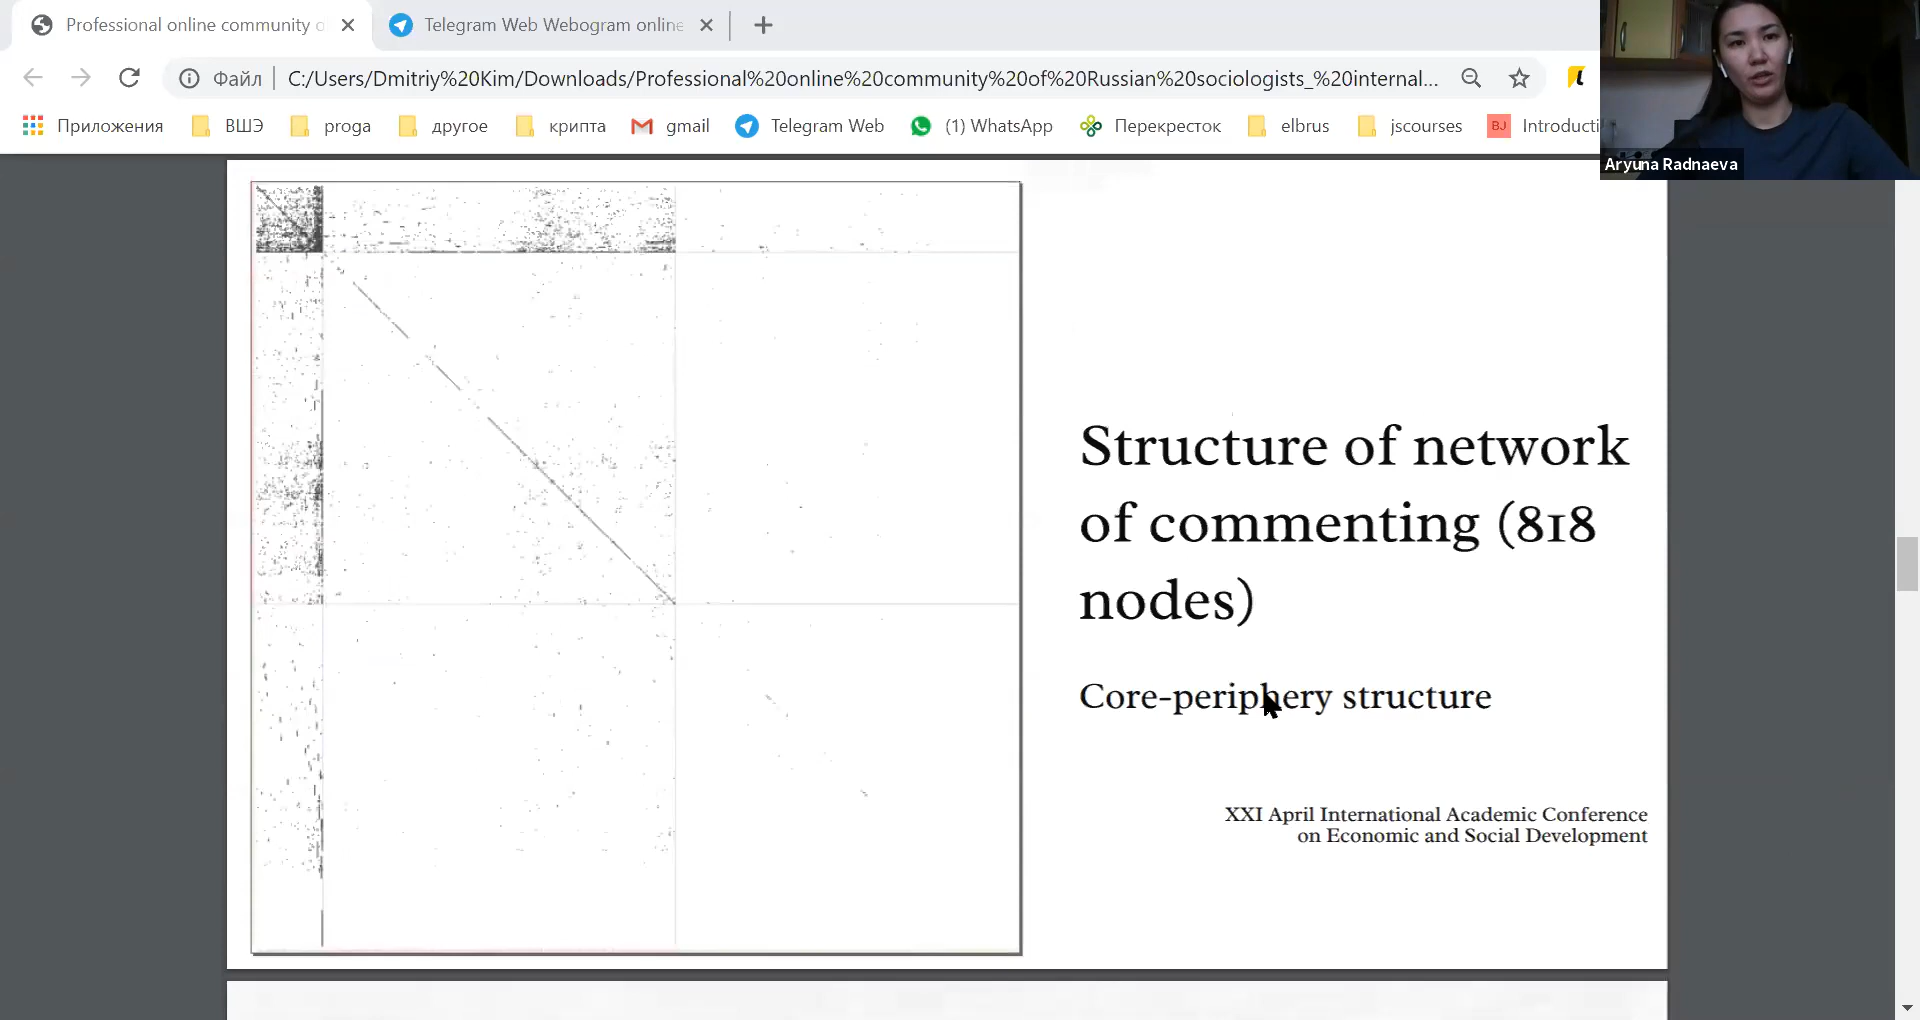 Professional online community o
Telegram Web Webogram online
Файл
C:/Users/Dmitriy%20Kim/Downloads/Professional%20online%20community%20of%20Russian%20sociologists_%20internal...
Приложения
ВШЭ
proga
другое
крипта
gmail
Telegram Web
(1) WhatsApp
Перекресток
elbrus
jscourses
BJ
Introducti
Aryuna Radnaeva
Structure of network
of commenting (818
nodes)
Core-periphery structure
XXI April International Academic Conference
on Economic and Social Development